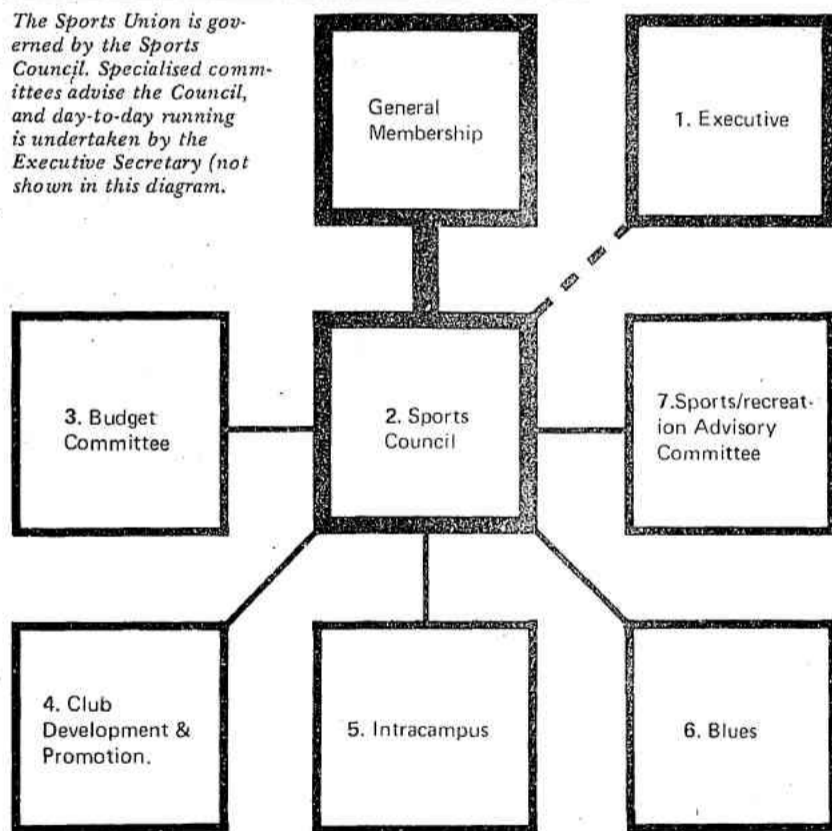 The Sports Union is gov-
erned by the Sports
Council. Specialised comm-
ittees advise the Council,
and day-to-day running
is undertaken by the
Executive Secretary (not
shown in this diagram.
General
Membership
1. Executive
3. Budget
Committee
2. Sports
Council
7.Sports/recreat-
ion Advisory
Committee
4. Club
Development &
Promotion.
5. Intracampus
6. Blues